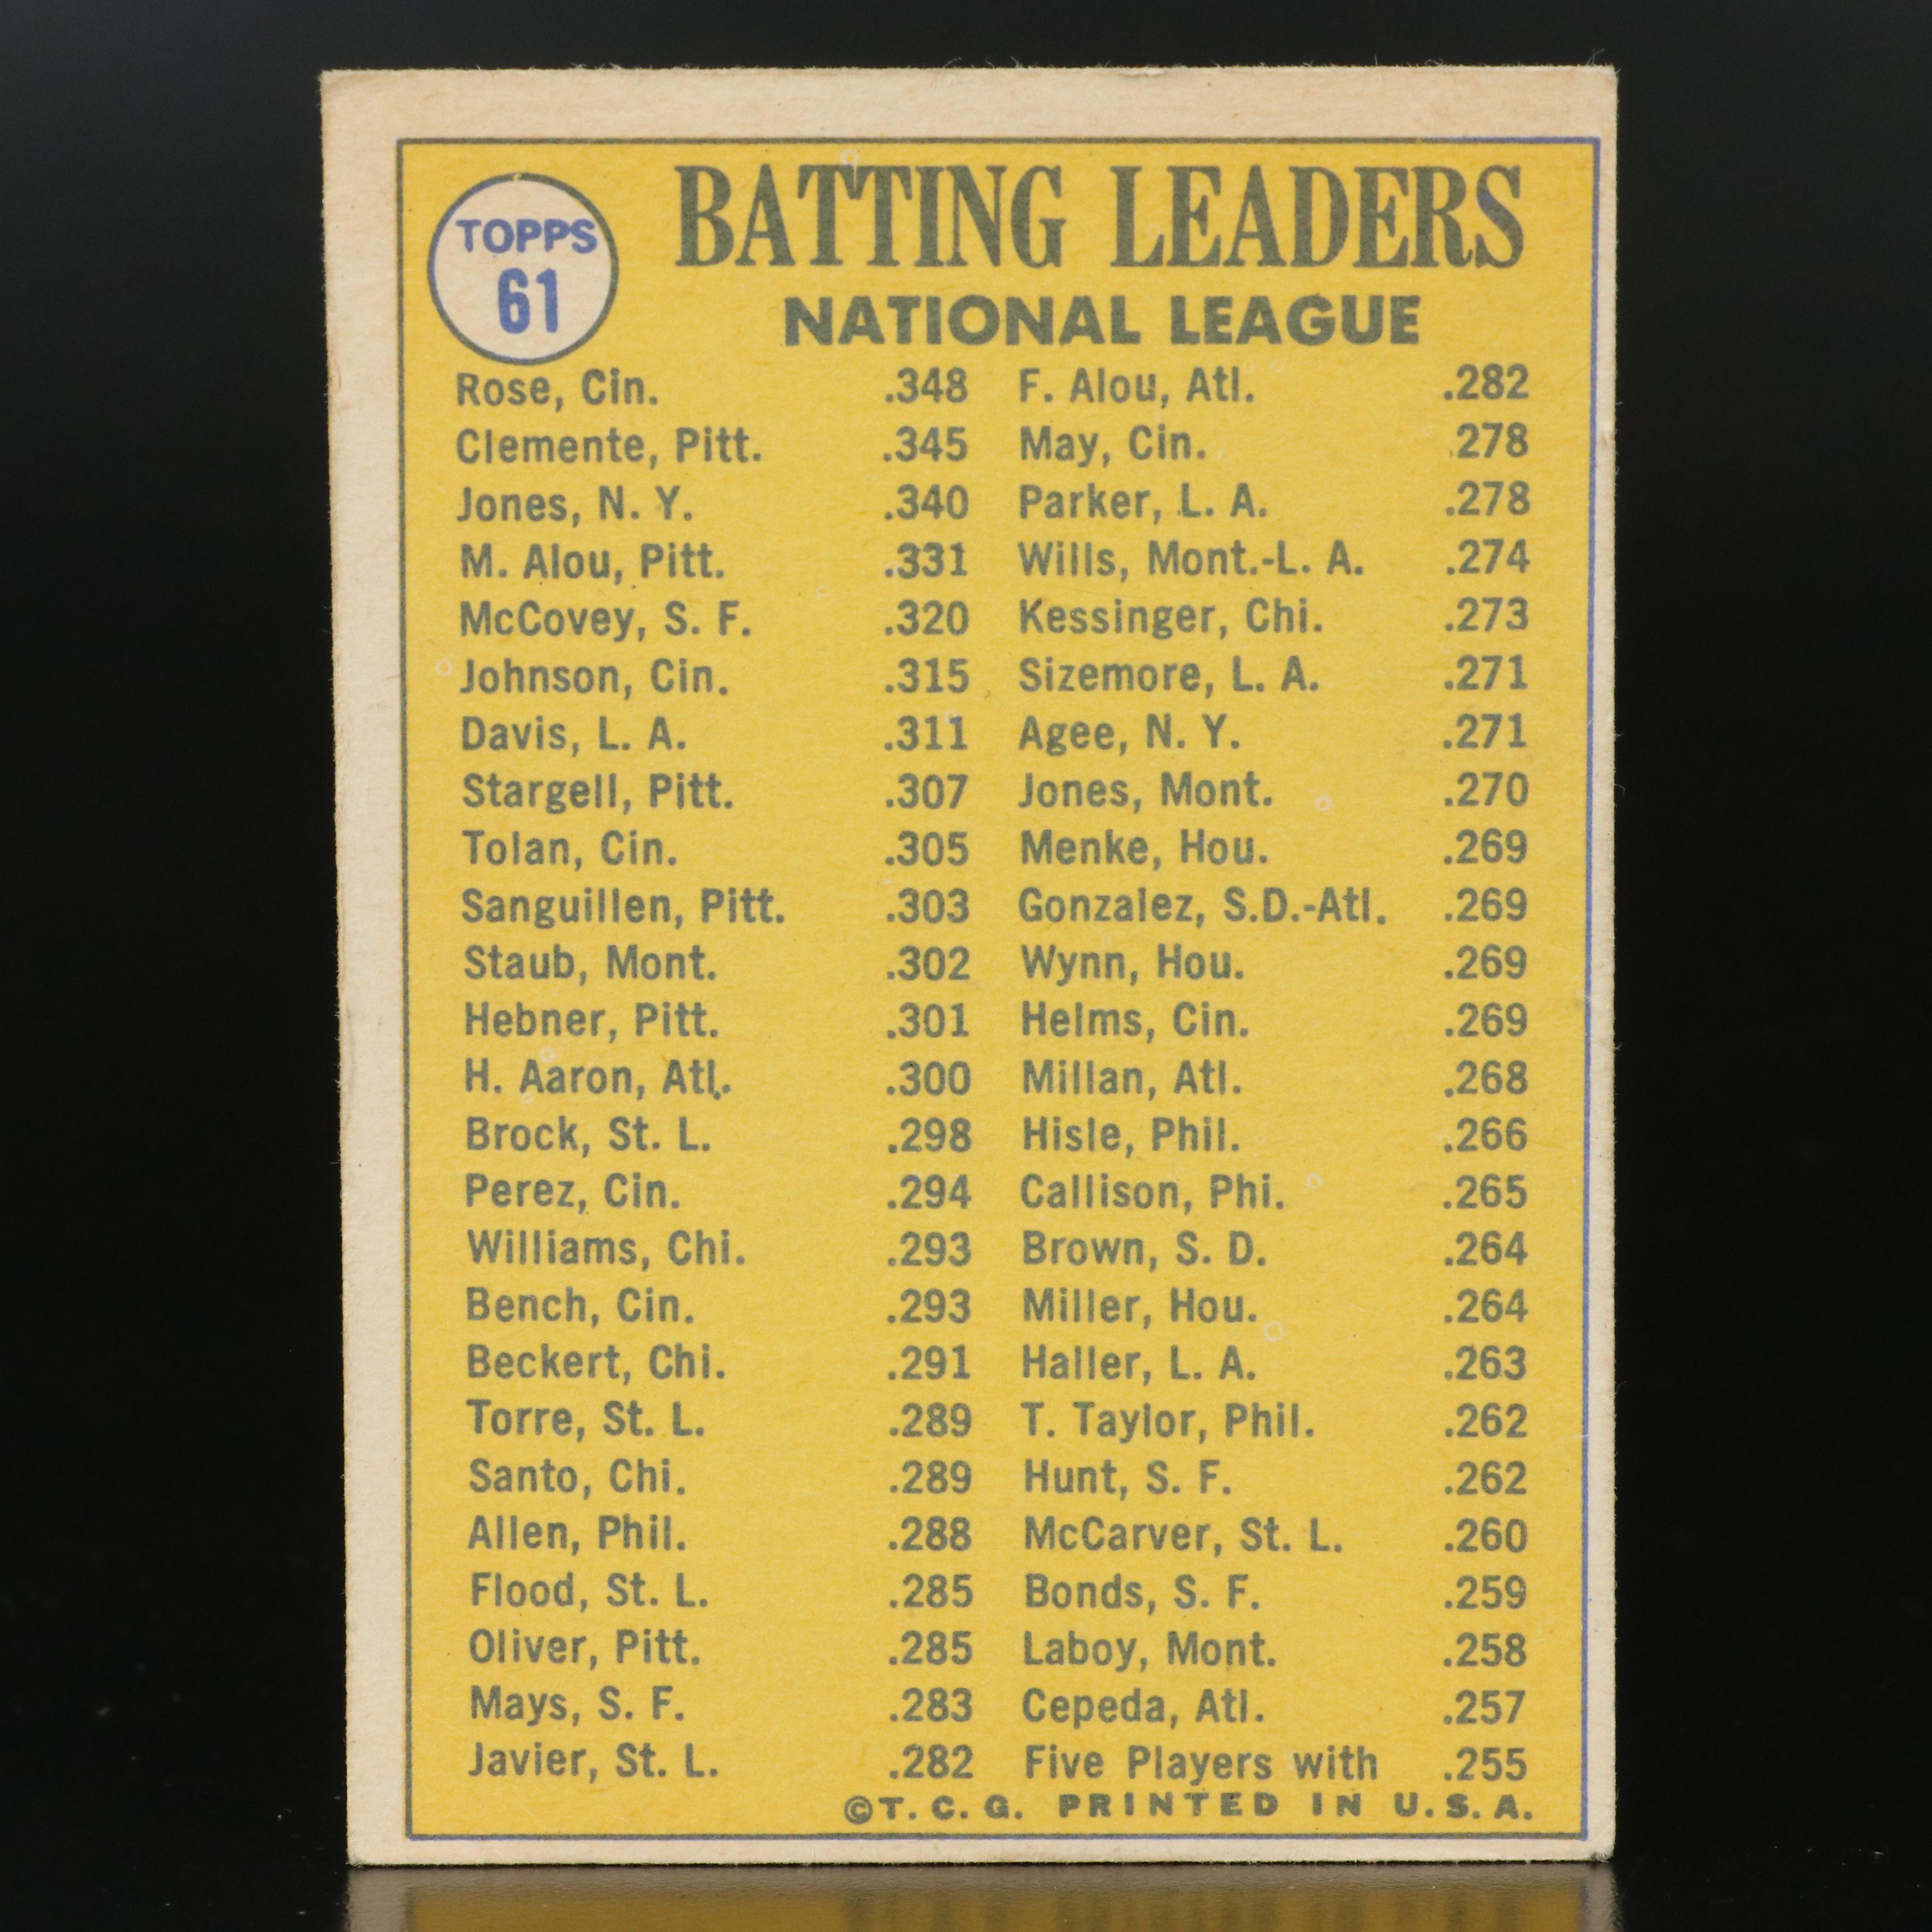 TOPPS
61
BATTING LEADERS
NATIONAL LEAGUE
Rose, Cin. .348
Clemente, Pitt. .345
Jones, N. Y. .340
M. Alou, Pitt. .331
McCovey, S. F. .320
Johnson, Cin. .315
Davis, L. A. .311
Stargell, Pitt. .307
Tolan, Cin. .305
Sanguillen, Pitt. .303
Staub, Mont. .302
Hebner, Pitt. .301
H. Aaron, Atl. .300
Brock, St. L. .298
Perez, Cin. .294
Williams, Chi. .293
Bench, Cin. .293
Beckert, Chi. .291
Torre, St. L. .289
Santo, Chi. .289
Allen, Phil. .288
Flood, St. L. .285
Oliver, Pitt. .285
Mays, S. F. .283
Javier, St. L. .282
F. Alou, Atl. .282
May, Cin. .278
Parker, L. A. .278
Wills, Mont.-L. A. .274
Kessinger, Chi. .273
Sizemore, L. A. .271
Agee, N. Y. .271
Jones, Mont. .270
Menke, Hou. .269
Gonzalez, S.D.-Atl. .269
Wynn, Hou. .269
Helms, Cin. .269
Millan, Atl. .268
Hisle, Phil. .266
Callison, Phi. .265
Brown, S. D. .264
Miller, Hou. .264
Haller, L. A. .263
T. Taylor, Phil. .262
Hunt, S. F. .262
McCarver, St. L. .260
Bonds, S. F. .259
Laboy, Mont. .258
Cepeda, Atl. .257
Five Players with .255
©T. C. G. PRINTED IN U.S.A.